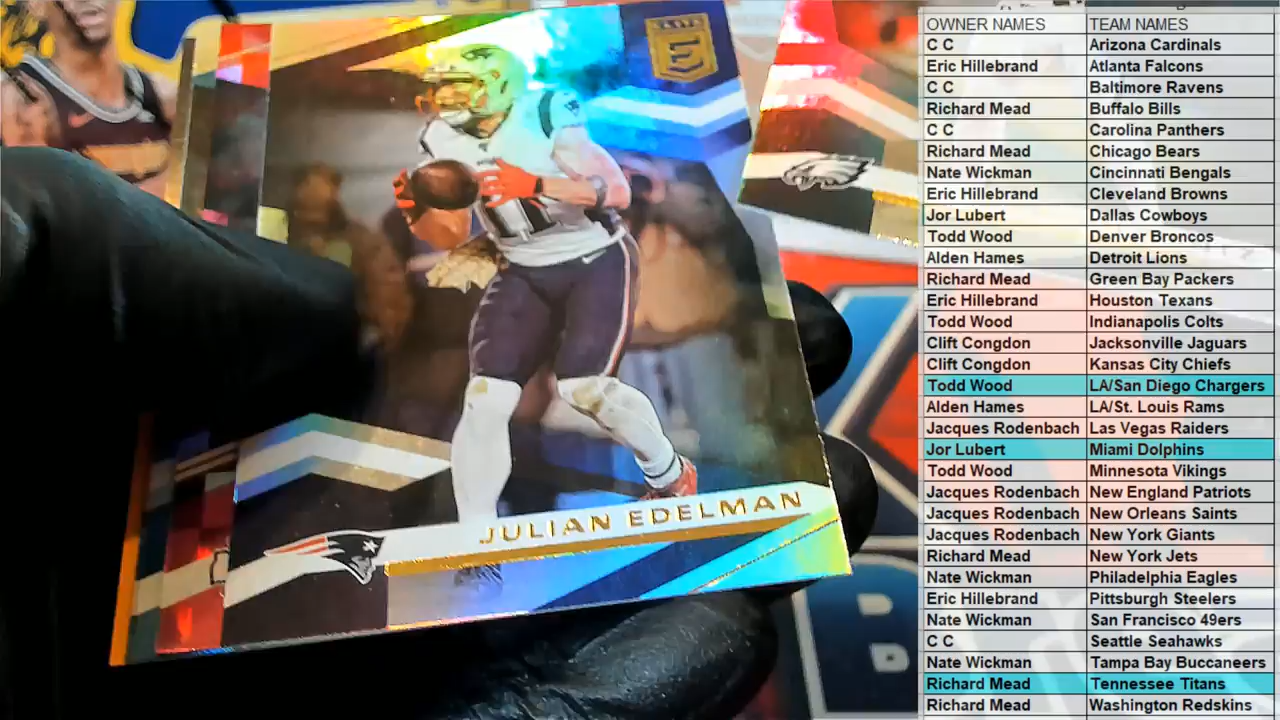 ELITE
E
JULIAN EDELMAN
OWNER NAMES TEAM NAMES
C C Arizona Cardinals
Eric Hillebrand Atlanta Falcons
C C Baltimore Ravens
Richard Mead Buffalo Bills
C C Carolina Panthers
Richard Mead Chicago Bears
Nate Wickman Cincinnati Bengals
Eric Hillebrand Cleveland Browns
Jor Lubert Dallas Cowboys
Todd Wood Denver Broncos
Alden Hames Detroit Lions
Richard Mead Green Bay Packers
Eric Hillebrand Houston Texans
Todd Wood Indianapolis Colts
Clift Congdon Jacksonville Jaguars
Clift Congdon Kansas City Chiefs
Todd Wood LA/San Diego Chargers
Alden Hames LA/St. Louis Rams
Jacques Rodenbach Las Vegas Raiders
Jor Lubert Miami Dolphins
Todd Wood Minnesota Vikings
Jacques Rodenbach New England Patriots
Jacques Rodenbach New Orleans Saints
Jacques Rodenbach New York Giants
Richard Mead New York Jets
Nate Wickman Philadelphia Eagles
Eric Hillebrand Pittsburgh Steelers
Nate Wickman San Francisco 49ers
C C Seattle Seahawks
Nate Wickman Tampa Bay Buccaneers
Richard Mead Tennessee Titans
Richard Mead Washington Redskins